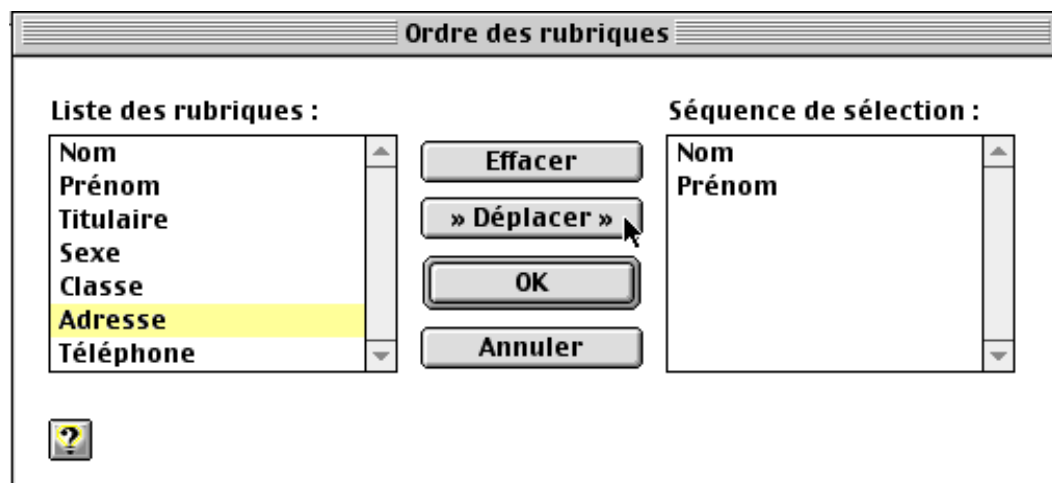 Ordre des rubriques
Liste des rubriques :
Nom
Prénom
Titulaire
Sexe
Classe
Adresse
Téléphone
Effacer
» Déplacer »
OK
Annuler
Séquence de sélection :
Nom
Prénom
?